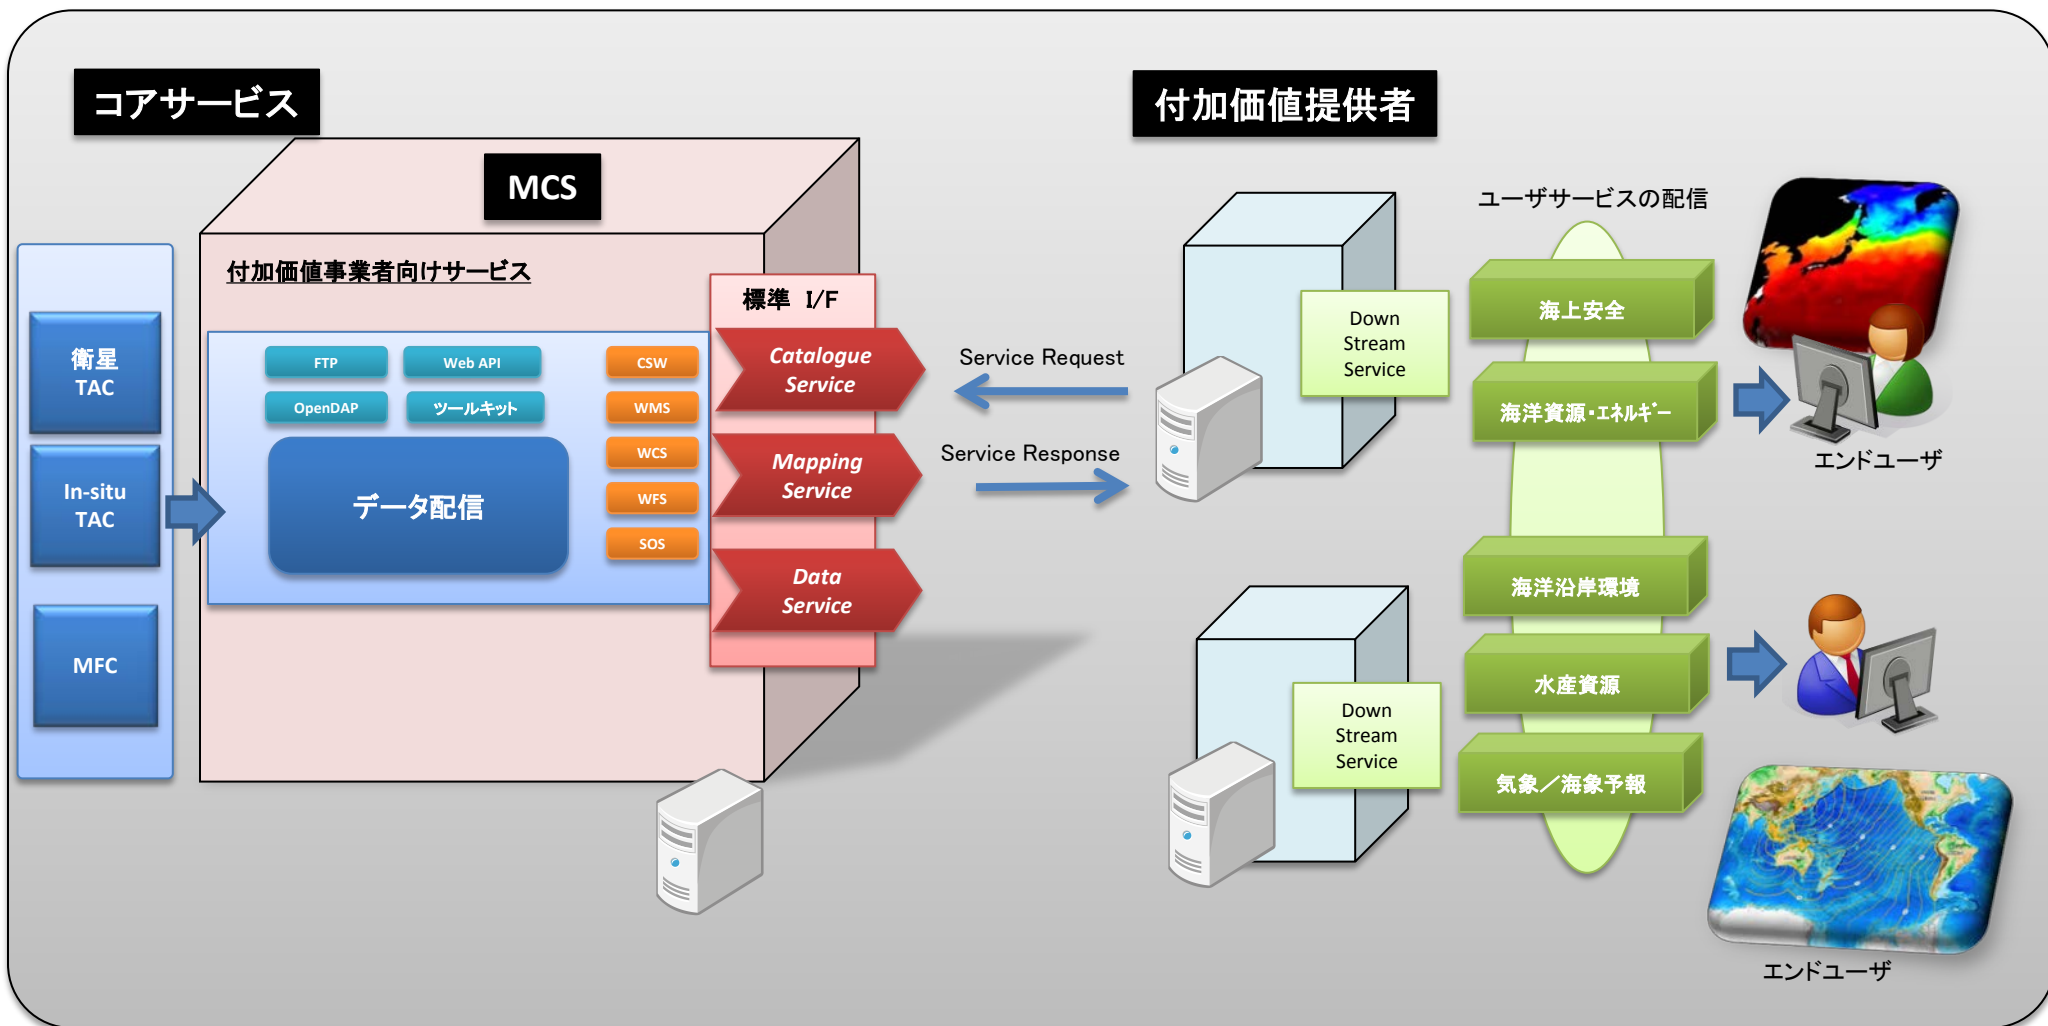 コアサービス
MCS
付加価値事業者向けサービス
衛星
TAC
In-situ
TAC
MFC
FTP
Web API
OpenDAP
ツールキット
データ配信
CSW
WMS
WCS
WFS
SOS
標準 I/F
Catalogue
Service
Mapping
Service
Data
Service
Service Request
Service Response
付加価値提供者
Down
Stream
Service
Down
Stream
Service
ユーザサービスの配信
海上安全
海洋資源・エネルギー
海洋沿岸環境
水産資源
気象／海象予報
エンドユーザ
エンドユーザ